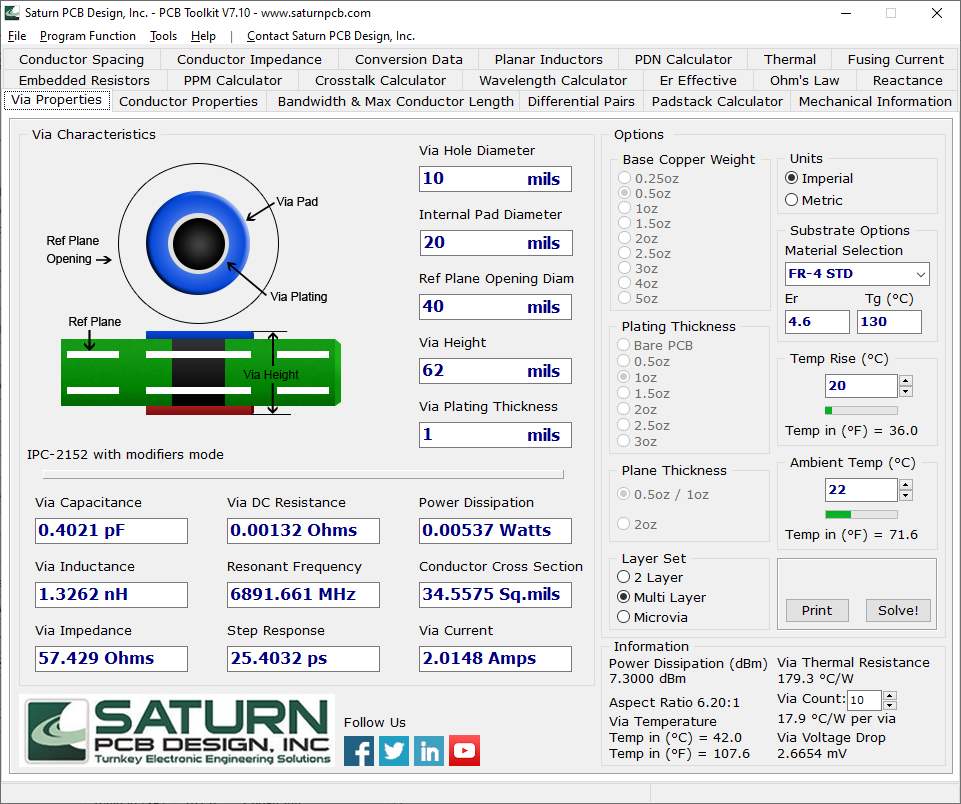 Saturn PCB Design, Inc. - PCB Toolkit V7.10 - www.saturnpcb.com
File Program Function Tools Help | Contact Saturn PCB Design, Inc.
Conductor Spacing Conductor Impedance Conversion Data Planar Inductors PDN Calculator Thermal Fusing Current
Embedded Resistors PPM Calculator Crosstalk Calculator Wavelength Calculator Er Effective Ohm's Law Reactance
Via Properties Conductor Properties Bandwidth & Max Conductor Length Differential Pairs Padstack Calculator Mechanical Information
Via Characteristics
Via Pad
Ref Plane
Opening
Via Plating
Ref Plane
Via Height
Via Hole Diameter
10 mils
Internal Pad Diameter
20 mils
Ref Plane Opening Diam
40 mils
Via Height
62 mils
Via Plating Thickness
1 mils
IPC-2152 with modifiers mode
Via Capacitance Via DC Resistance Power Dissipation
0.4021 pF 0.00132 Ohms 0.00537 Watts
Via Inductance Resonant Frequency Conductor Cross Section
1.3262 nH 6891.661 MHz 34.5575 Sq.mils
Via Impedance Step Response Via Current
57.429 Ohms 25.4032 ps 2.0148 Amps
SATURN
PCB DESIGN, INC
Turnkey Electronic Engineering Solutions
Follow Us
Options
Base Copper Weight
0.25oz
0.5oz
1oz
1.5oz
2oz
2.5oz
3oz
4oz
5oz
Plating Thickness
Bare PCB
0.5oz
1oz
1.5oz
2oz
2.5oz
3oz
Plane Thickness
0.5oz / 1oz
2oz
Layer Set
2 Layer
Multi Layer
Microvia
Units
Imperial
Metric
Substrate Options
Material Selection
FR-4 STD
Er Tg (°C)
4.6 130
Temp Rise (°C)
20
Temp in (°F) = 36.0
Ambient Temp (°C)
22
Temp in (°F) = 71.6
Print Solve!
Information
Power Dissipation (dBm)
7.3000 dBm
Aspect Ratio 6.20:1
Via Temperature
Temp in (°C) = 42.0
Temp in (°F) = 107.6
Via Thermal Resistance
179.3 °C/W
Via Count: 10
17.9 °C/W per via
Via Voltage Drop
2.6654 mV